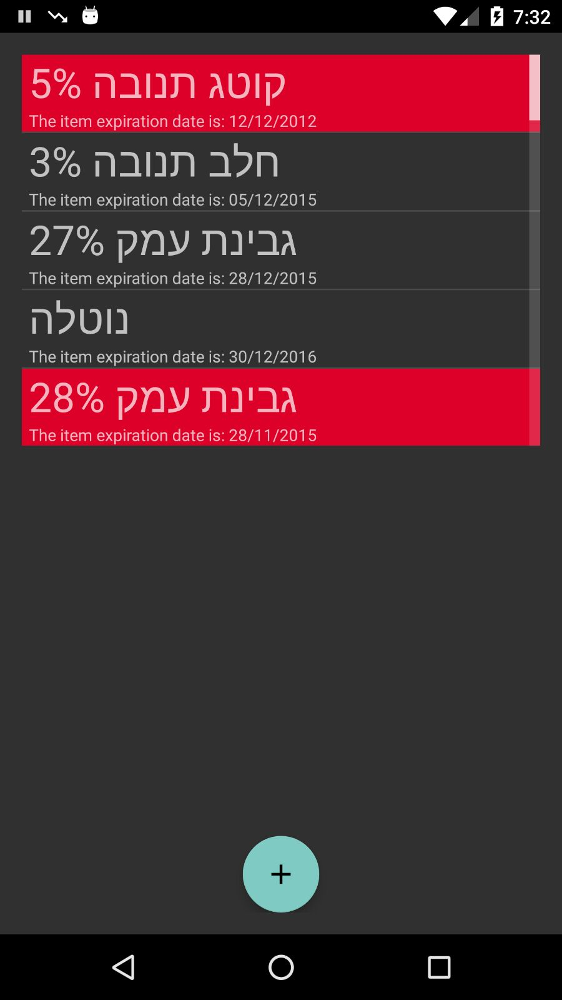 7:32
קוטג תנובה 5%
The item expiration date is: 12/12/2012
חלב תנובה 3%
The item expiration date is: 05/12/2015
גבינת עמק 27%
The item expiration date is: 28/12/2015
נוטלה
The item expiration date is: 30/12/2016
גבינת עמק 28%
The item expiration date is: 28/11/2015
+